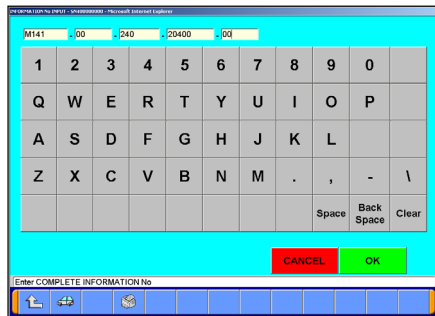 INFORMATION No INPUT - SN400000000 - Microsoft Internet Explorer
M141 - 00 - 240 - 20400 - 00
1 2 3 4 5 6 7 8 9 0
Q W E R T Y U I O P
A S D F G H J K L
Z X C V B N M . , - \
Space Back Space Clear
CANCEL OK
Enter COMPLETE INFORMATION No